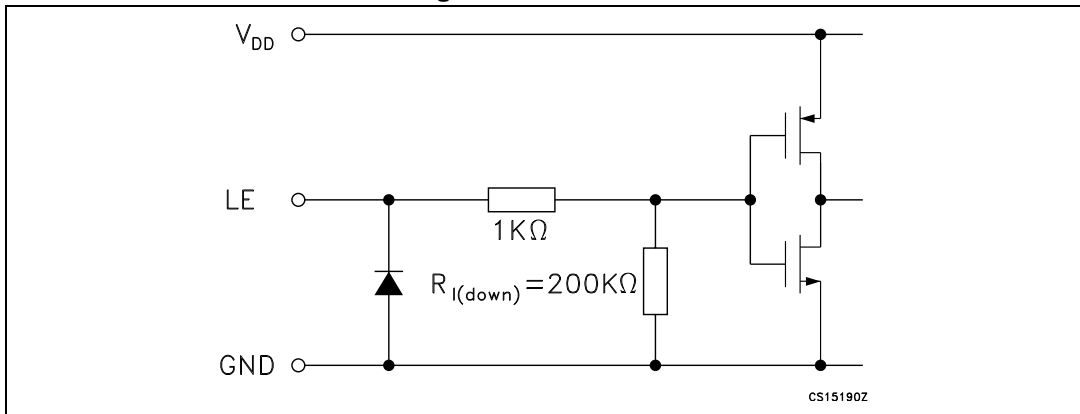 V_DD
LE
1KΩ
R_I(down)=200KΩ
GND
CS15190Z